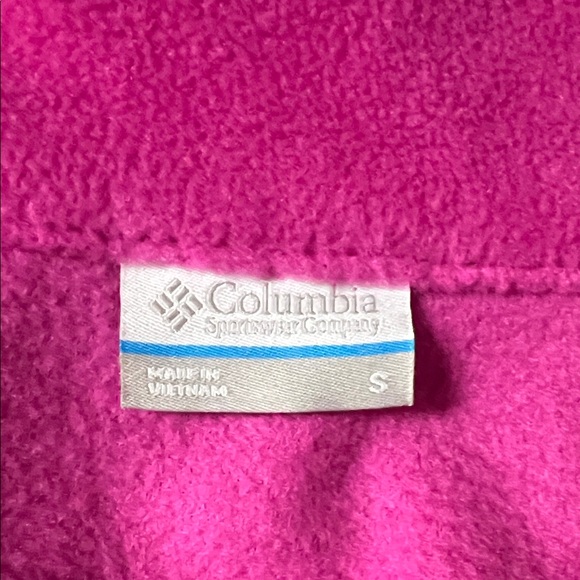 Columbia
Sportswear Company
MADE IN
VIETNAM
S